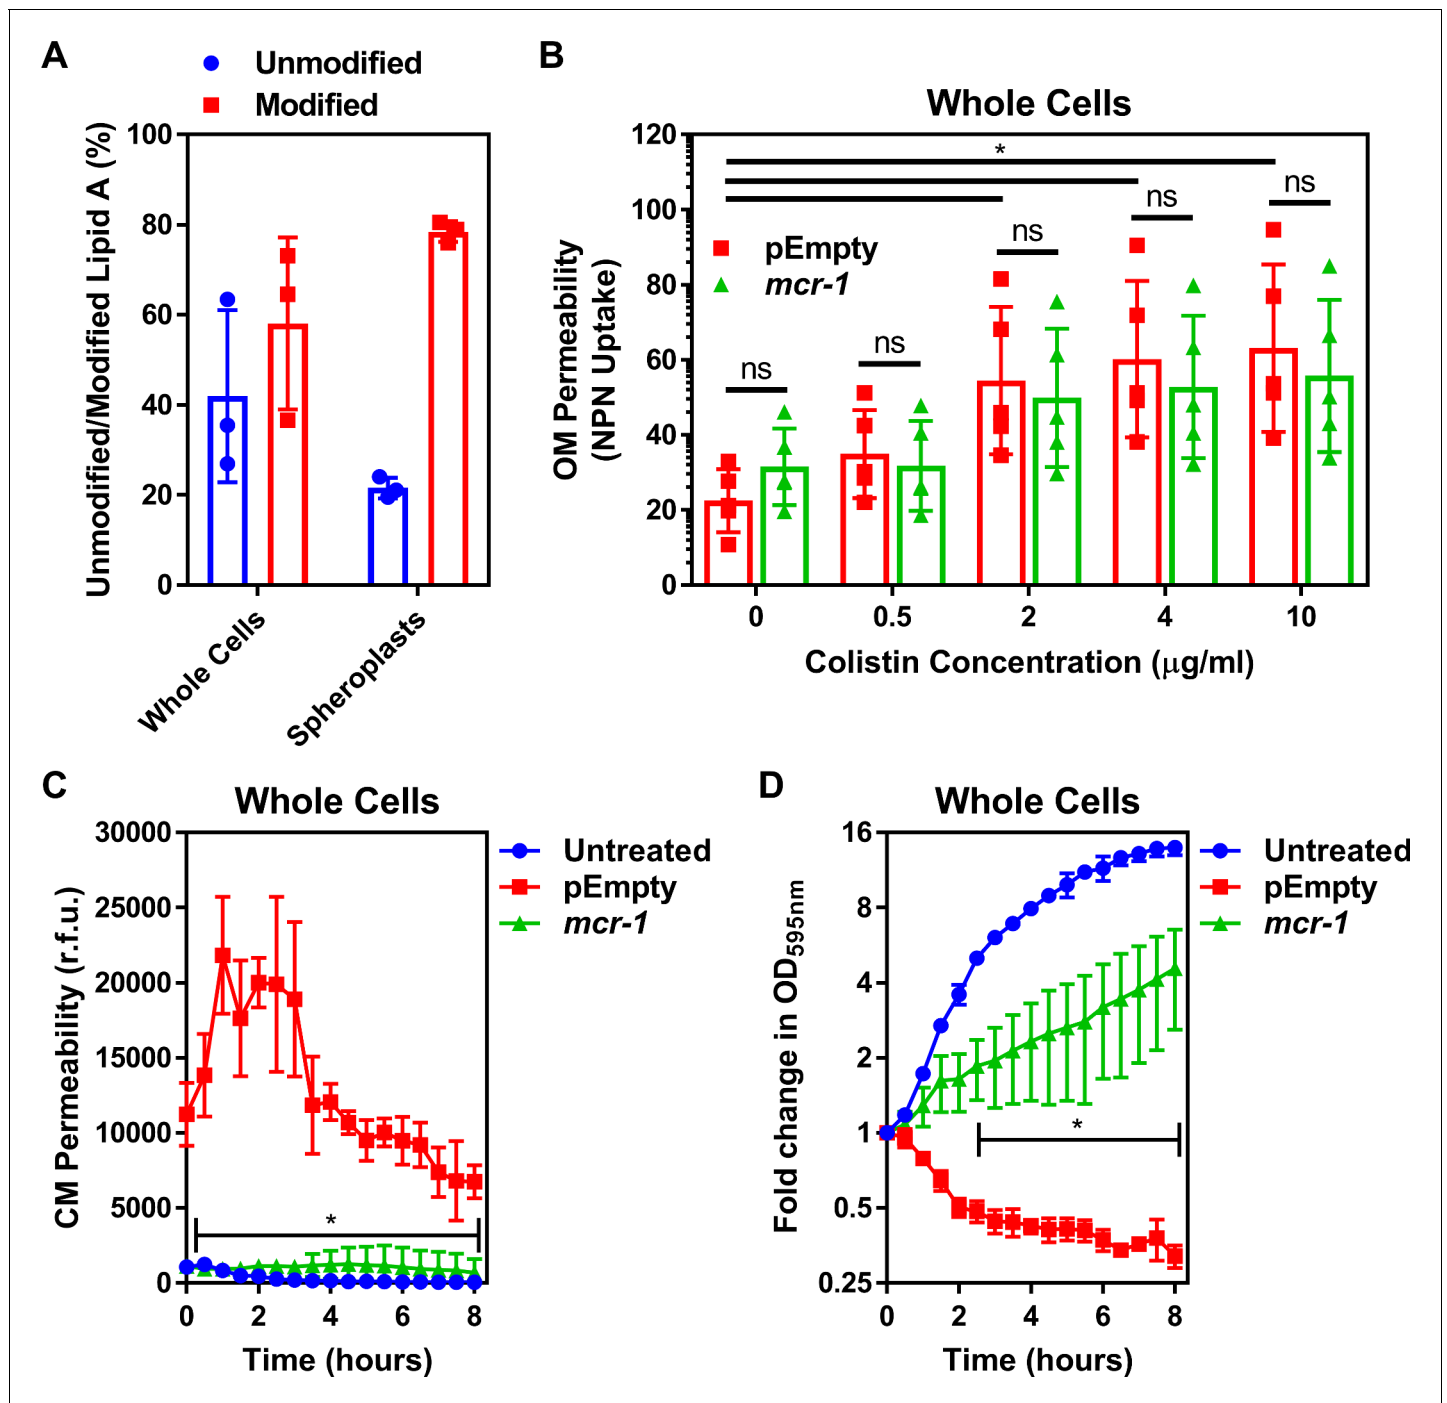 A
Unmodified
Modified
Unmodified/Modified Lipid A (%)
100
80
60
40
20
0
Whole Cells
Spheroplasts
B
Whole Cells
OM Permeability
(NPN Uptake)
120
100
80
60
40
20
0
*
ns
ns
ns
ns
ns
pEmpty
mcr-1
0 0.5 2 4 10
Colistin Concentration (μg/ml)
C
Whole Cells
CM Permeability (r.f.u.)
30000
25000
20000
15000
10000
5000
0
*
Untreated
pEmpty
mcr-1
0 2 4 6 8
Time (hours)
D
Whole Cells
Fold change in OD595nm
16
8
4
2
1
0.5
0.25
*
Untreated
pEmpty
mcr-1
0 2 4 6 8
Time (hours)